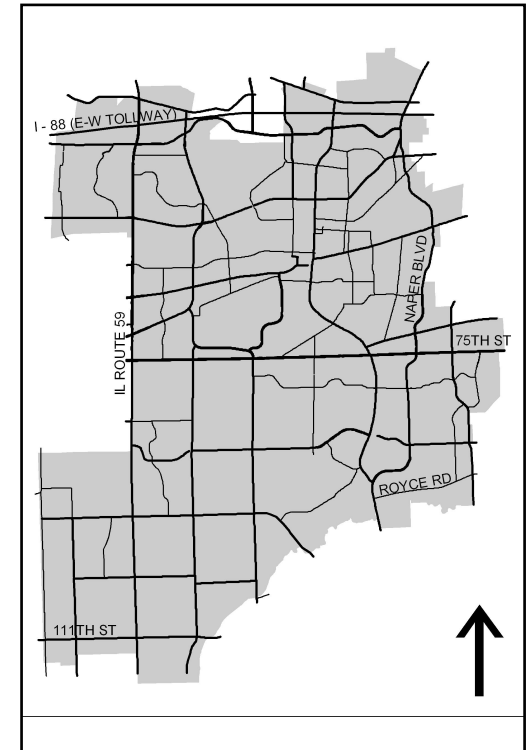 I - 88 (E-W TOLLWAY)
NAPER BLVD
IL ROUTE 59
75TH ST
ROYCE RD
111TH ST